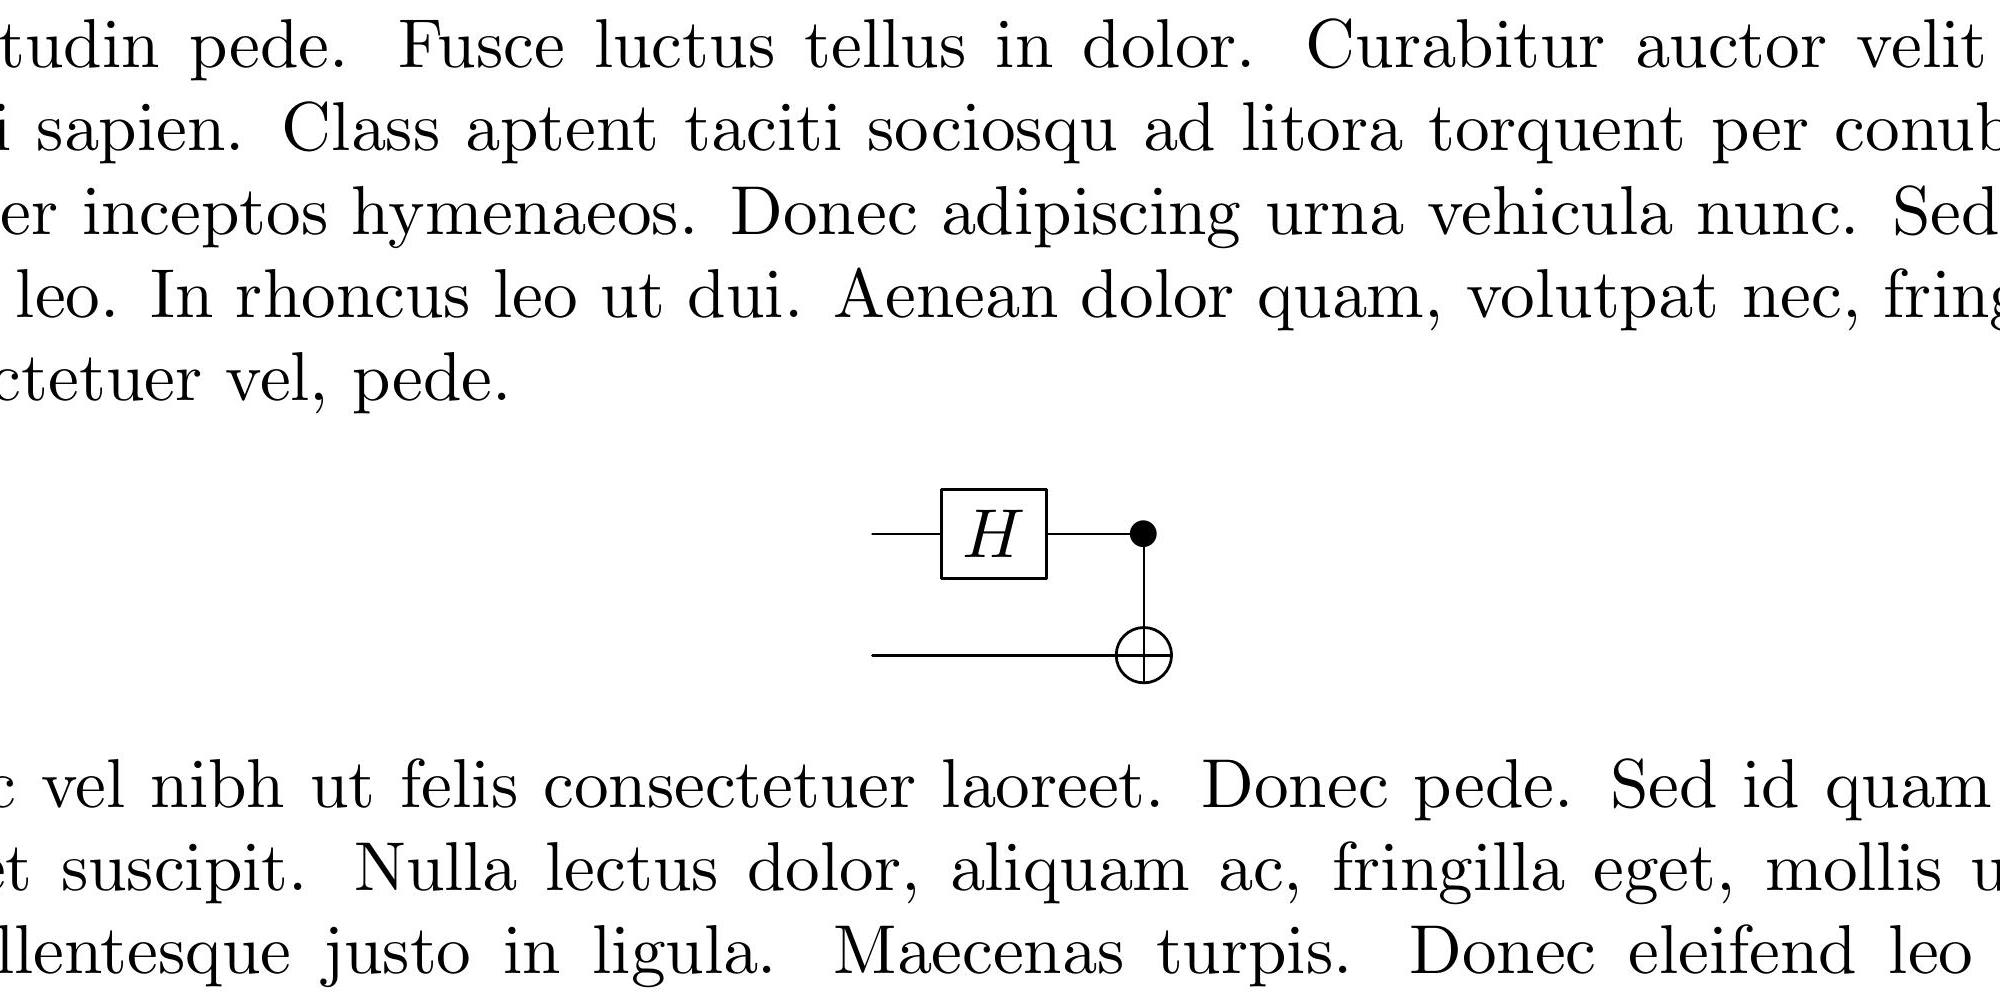 tudin pede. Fusce luctus tellus in dolor. Curabitur auctor velit
i sapien. Class aptent taciti sociosqu ad litora torquent per conub
er inceptos hymenaeos. Donec adipiscing urna vehicula nunc. Sed
leo. In rhoncus leo ut dui. Aenean dolor quam, volutpat nec, fring
ctetuer vel, pede.
H
c vel nibh ut felis consectetuer laoreet. Donec pede. Sed id quam
et suscipit. Nulla lectus dolor, aliquam ac, fringilla eget, mollis u
llentesque justo in ligula. Maecenas turpis. Donec eleifend leo